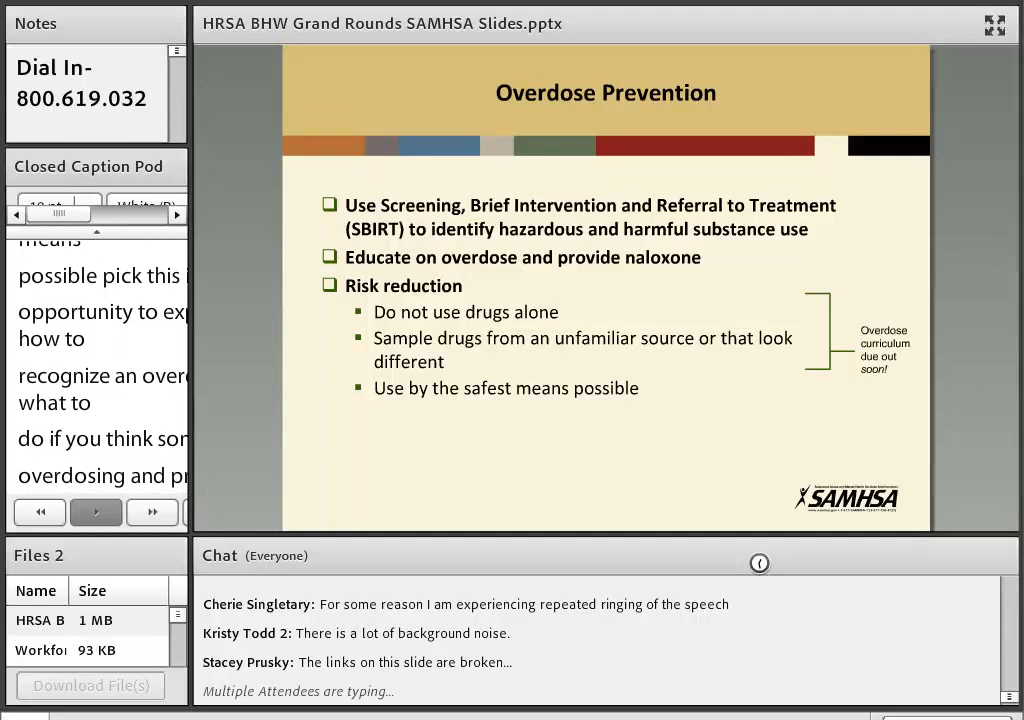 Notes
Dial In-
800.619.032
Closed Caption Pod
means
possible pick this i
opportunity to exp
how to
recognize an over
what to
do if you think som
overdosing and pr
Files 2
Name Size
HRSA B 1 MB
Workfo 93 KB
Download File(s)
HRSA BHW Grand Rounds SAMHSA Slides.pptx
Overdose Prevention
Use Screening, Brief Intervention and Referral to Treatment
(SBIRT) to identify hazardous and harmful substance use
Educate on overdose and provide naloxone
Risk reduction
Do not use drugs alone
Sample drugs from an unfamiliar source or that look
different
Use by the safest means possible
Overdose
curriculum
due out
soon!
SAMHSA
Chat (Everyone)
Cherie Singletary: For some reason I am experiencing repeated ringing of the speech
Kristy Todd 2: There is a lot of background noise.
Stacey Prusky: The links on this slide are broken...
Multiple Attendees are typing...